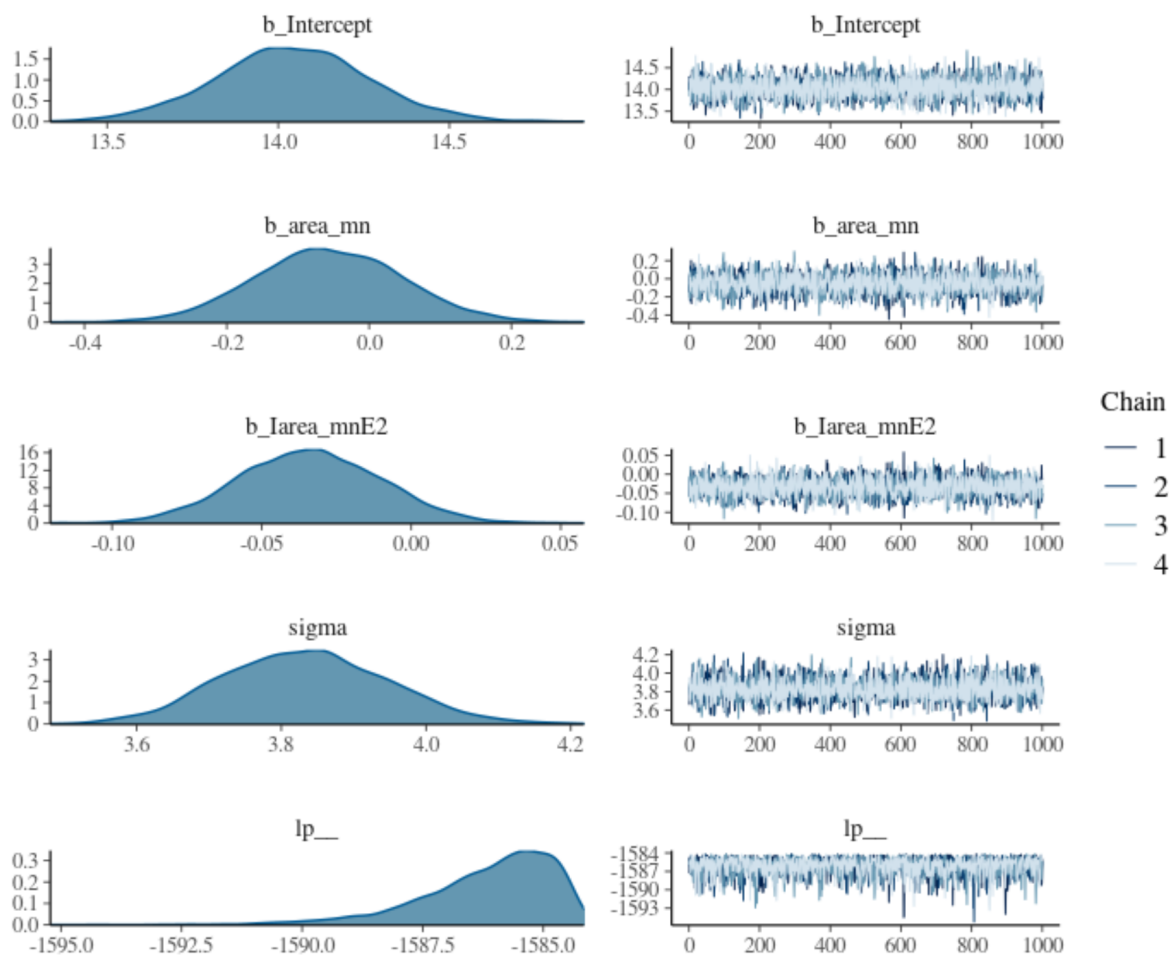 b_Intercept b_Intercept
1.5 14.5
1.0 14.0
0.5 13.5
0.0
13.5 14.0 14.5 0 200 400 600 800 1000
b_area_mn b_area_mn
3 0.2
2 0.0
1 -0.2
0 -0.4
-0.4 -0.2 0.0 0.2 0 200 400 600 800 1000
Chain
1
2
3
4
b_Iarea_mnE2 b_Iarea_mnE2
16 0.05
12 0.00
8 -0.05
4 -0.10
0
-0.10 -0.05 0.00 0.05 0 200 400 600 800 1000
sigma sigma
3 4.2
2 4.0
1 3.8
0 3.6
3.6 3.8 4.0 4.2 0 200 400 600 800 1000
lp__ lp__
0.3 -1584
0.2 -1587
0.1 -1590
0.0 -1593
-1595.0 -1592.5 -1590.0 -1587.5 -1585.0 0 200 400 600 800 1000